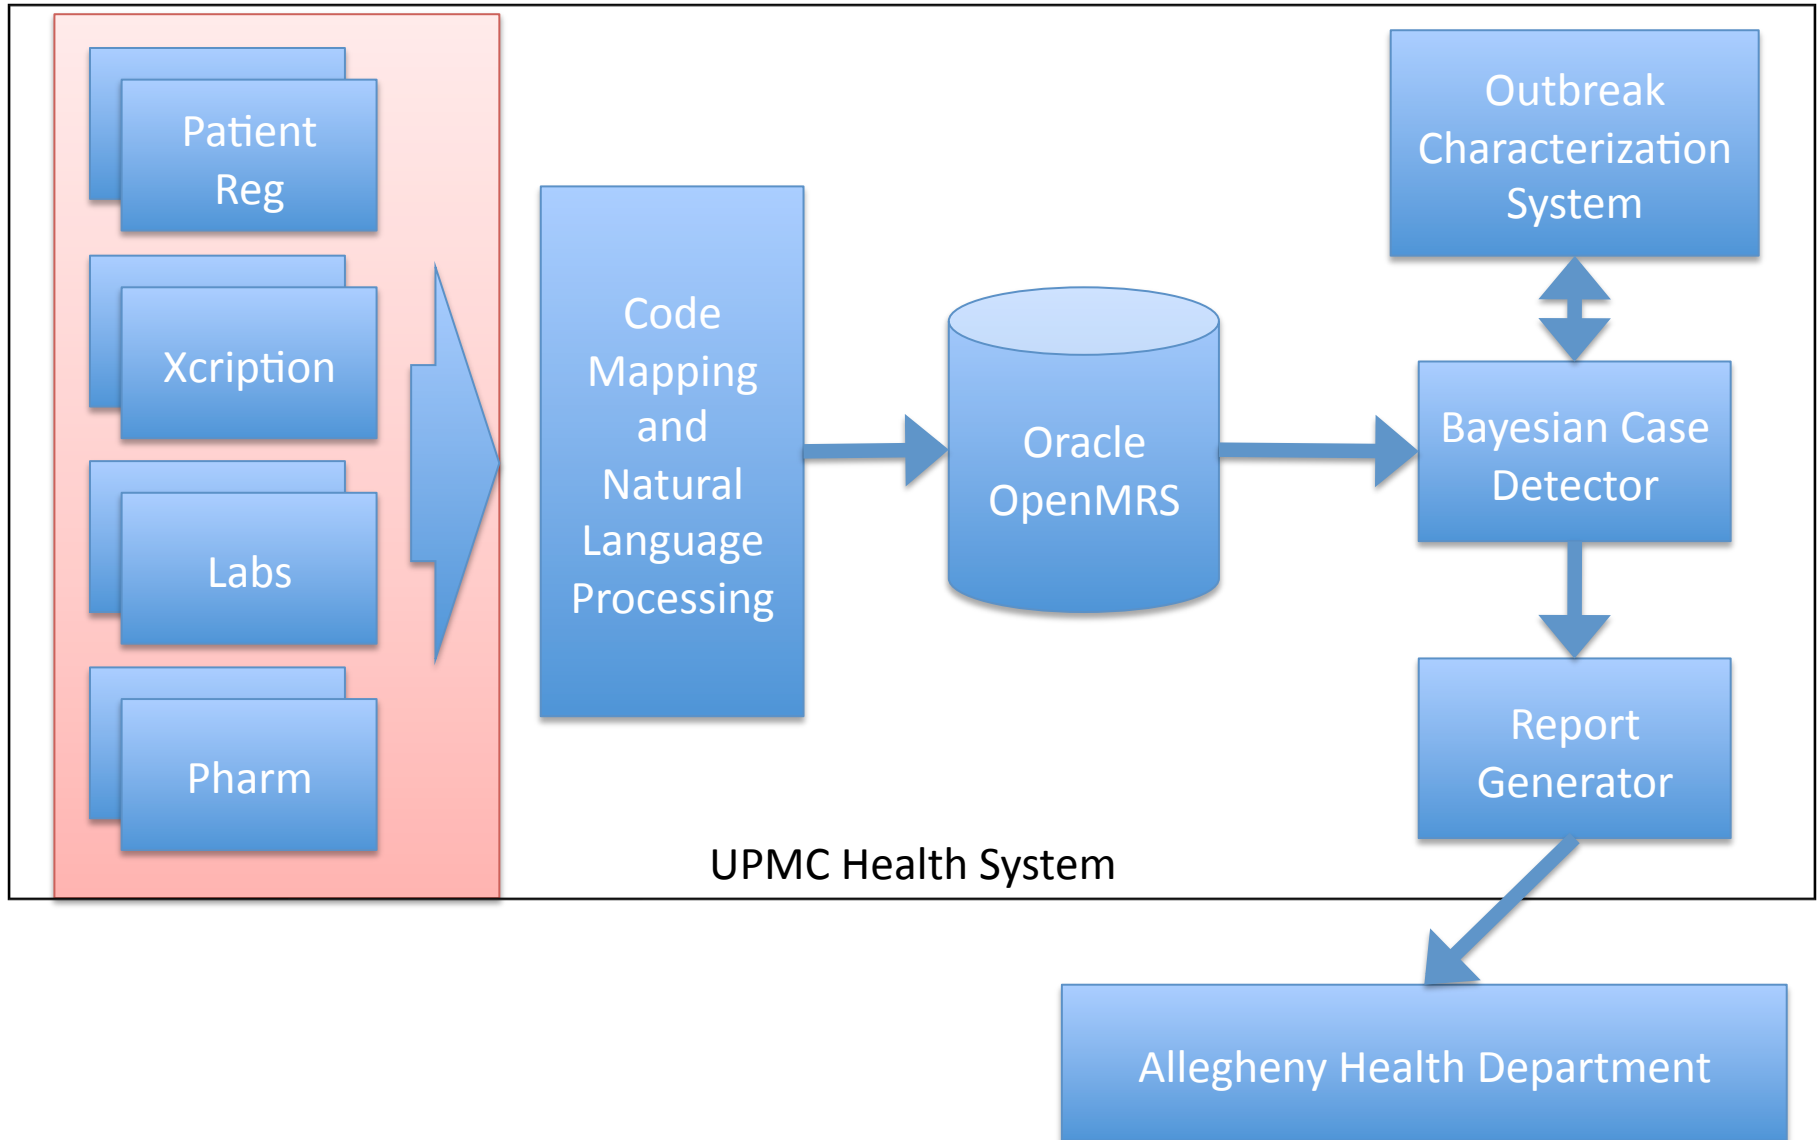 Patient
Reg
Xcription
Labs
Pharm
Code
Mapping
and
Natural
Language
Processing
Oracle
OpenMRS
Outbreak
Characterization
System
Bayesian Case
Detector
Report
Generator
UPMC Health System
Allegheny Health Department